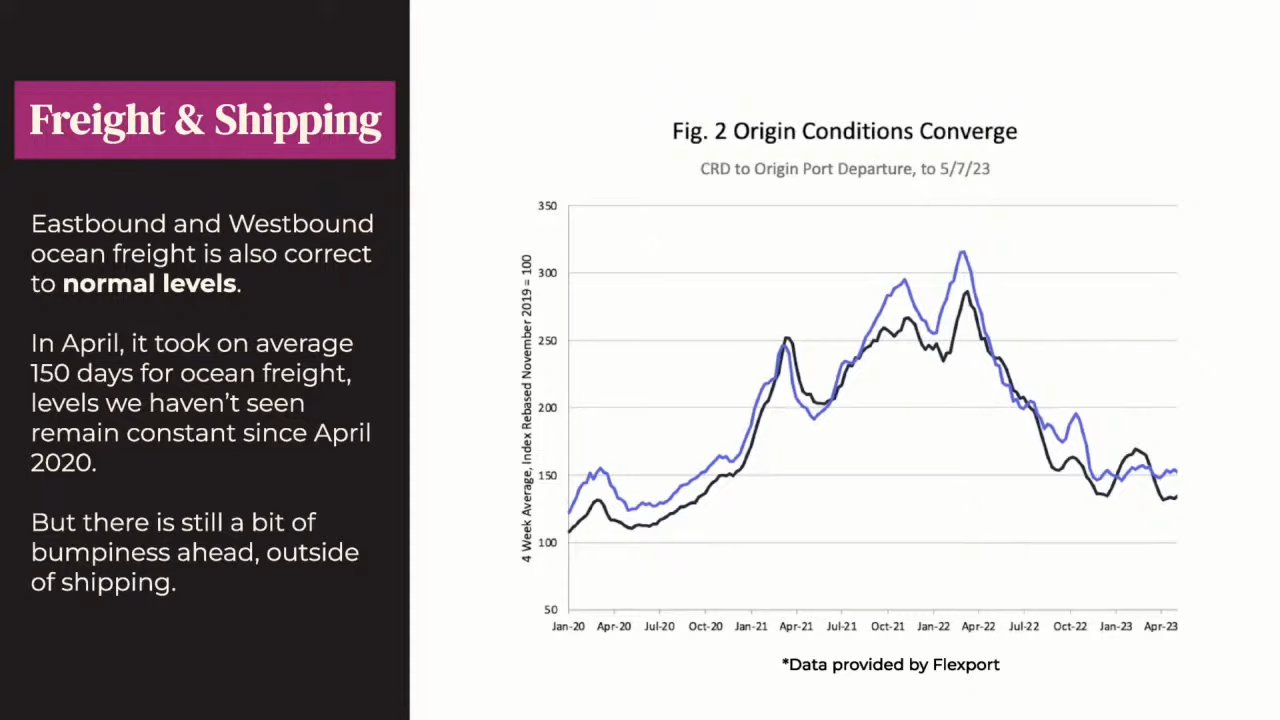 Freight & Shipping
Eastbound and Westbound
ocean freight is also correct
to normal levels.
In April, it took on average
150 days for ocean freight,
levels we haven't seen
remain constant since April
2020.
But there is still a bit of
bumpiness ahead, outside
of shipping.
Fig. 2 Origin Conditions Converge
CRD to Origin Port Departure, to 5/7/23
4 Week Average, Index Rebased November 2019 = 100
350
300
250
200
150
100
50
Jan-20 Apr-20 Jul-20 Oct-20 Jan-21 Apr-21 Jul-21 Oct-21 Jan-22 Apr-22 Jul-22 Oct-22 Jan-23 Apr-23
*Data provided by Flexport